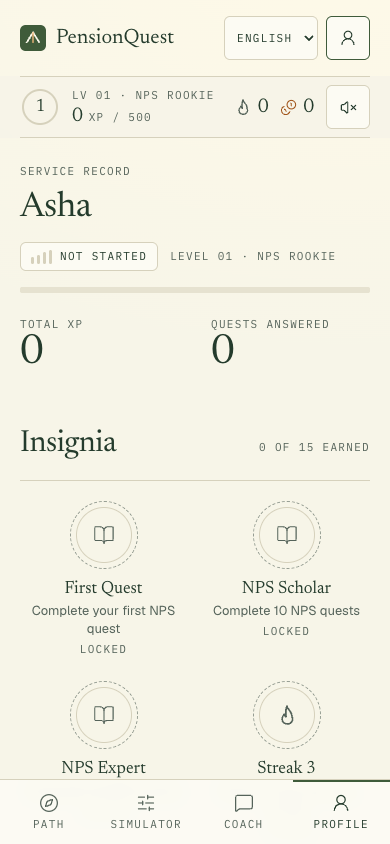 PensionQuest
ENGLISH
1
LV 01 · NPS ROOKIE
0 XP / 500
0
0
SERVICE RECORD
Asha
NOT STARTED
LEVEL 01 · NPS ROOKIE
TOTAL XP
0
QUESTS ANSWERED
0
Insignia
0 OF 15 EARNED
First Quest
Complete your first NPS
quest
LOCKED
NPS Scholar
Complete 10 NPS quests
LOCKED
NPS Expert
Streak 3
PATH
SIMULATOR
COACH
PROFILE